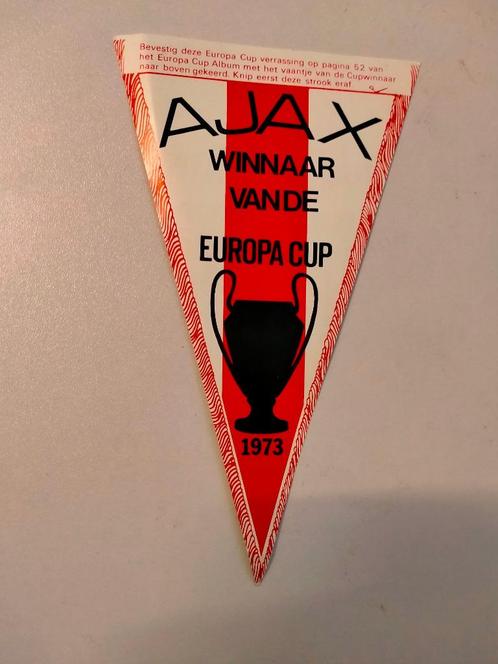 Bevestig deze Europa Cup verrassing op pagina 52 van
het Europa Cup Album met het vaantje van de Cupwinnaar
naar boven gekeerd. Knip eerst deze strook eraf.
AJAX
WINNAAR
VAN DE
EUROPA CUP
1973